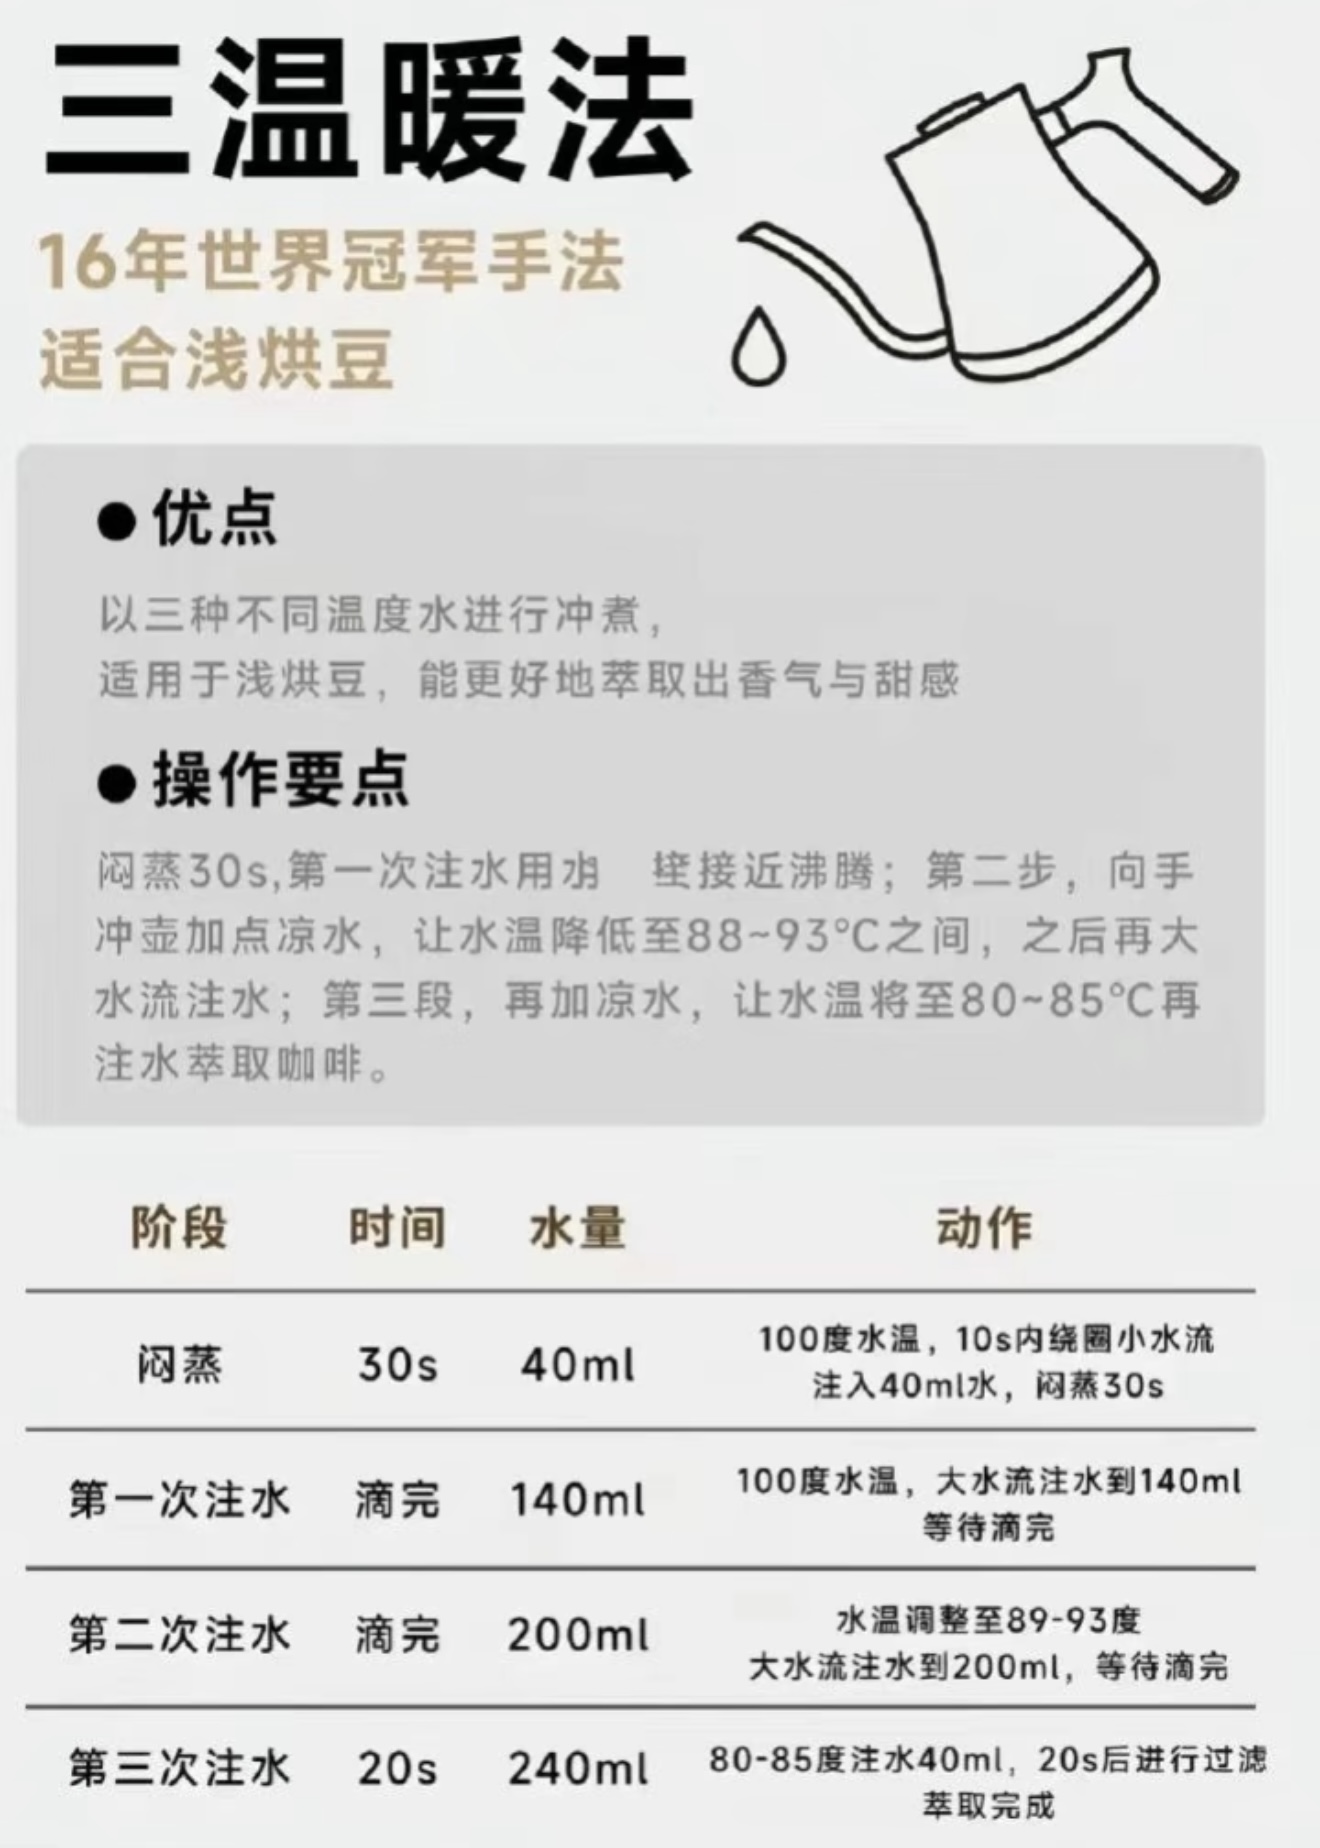 三温暖法
16年世界冠军手法
适合浅烘豆
●优点
以三种不同温度水进行冲煮，
适用于浅烘豆，能更好地萃取出香气与甜感
●操作要点
闷蒸30s,第一次注水用水 接近沸腾；第二步，向手
冲壶加点凉水，让水温降低至88~93°C之间，之后再大
水流注水；第三段，再加凉水，让水温将至80~85°C再
注水萃取咖啡。
阶段 时间 水量 动作
闷蒸 30s 40ml 100度水温，10s内绕圈小水流
注入40ml水，闷蒸30s
第一次注水 滴完 140ml 100度水温，大水流注水到140ml
等待滴完
第二次注水 滴完 200ml 水温调整至89-93度
大水流注水到200ml，等待滴完
第三次注水 20s 240ml 80-85度注水40ml，20s后进行过滤
萃取完成